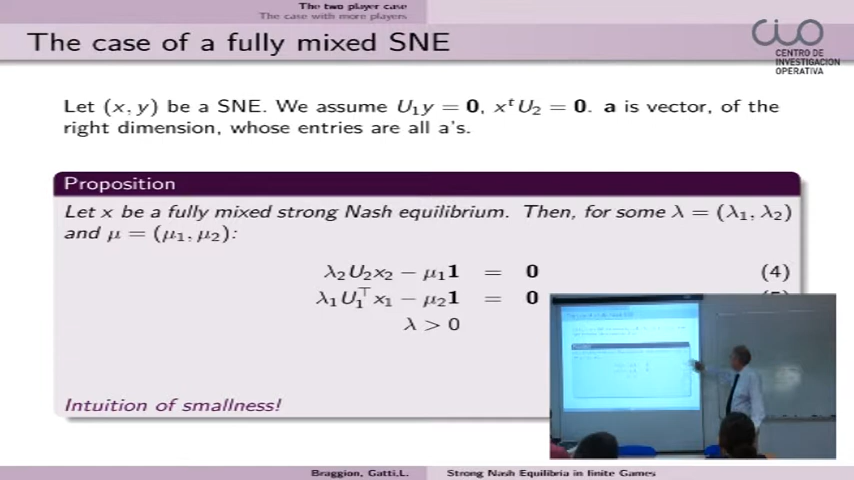 The two player case
The case with more players
The case of a fully mixed SNE
CIO
CENTRO DE
INVESTIGACION
OPERATIVA
Let (x, y) be a SNE. We assume U₁y = 𝟎, xᵗU₂ = 𝟎. 𝐚 is vector, of the
right dimension, whose entries are all a's.
Proposition
Let x be a fully mixed strong Nash equilibrium. Then, for some λ = (λ₁, λ₂)
and μ = (μ₁, μ₂):
λ₂U₂x₂ − μ₁𝟏 = 𝟎 (4)
λ₁U₁⊤x₁ − μ₂𝟏 = 𝟎
λ > 0
Intuition of smallness!
Braggion, Gatti,L. Strong Nash Equilibria in finite Games